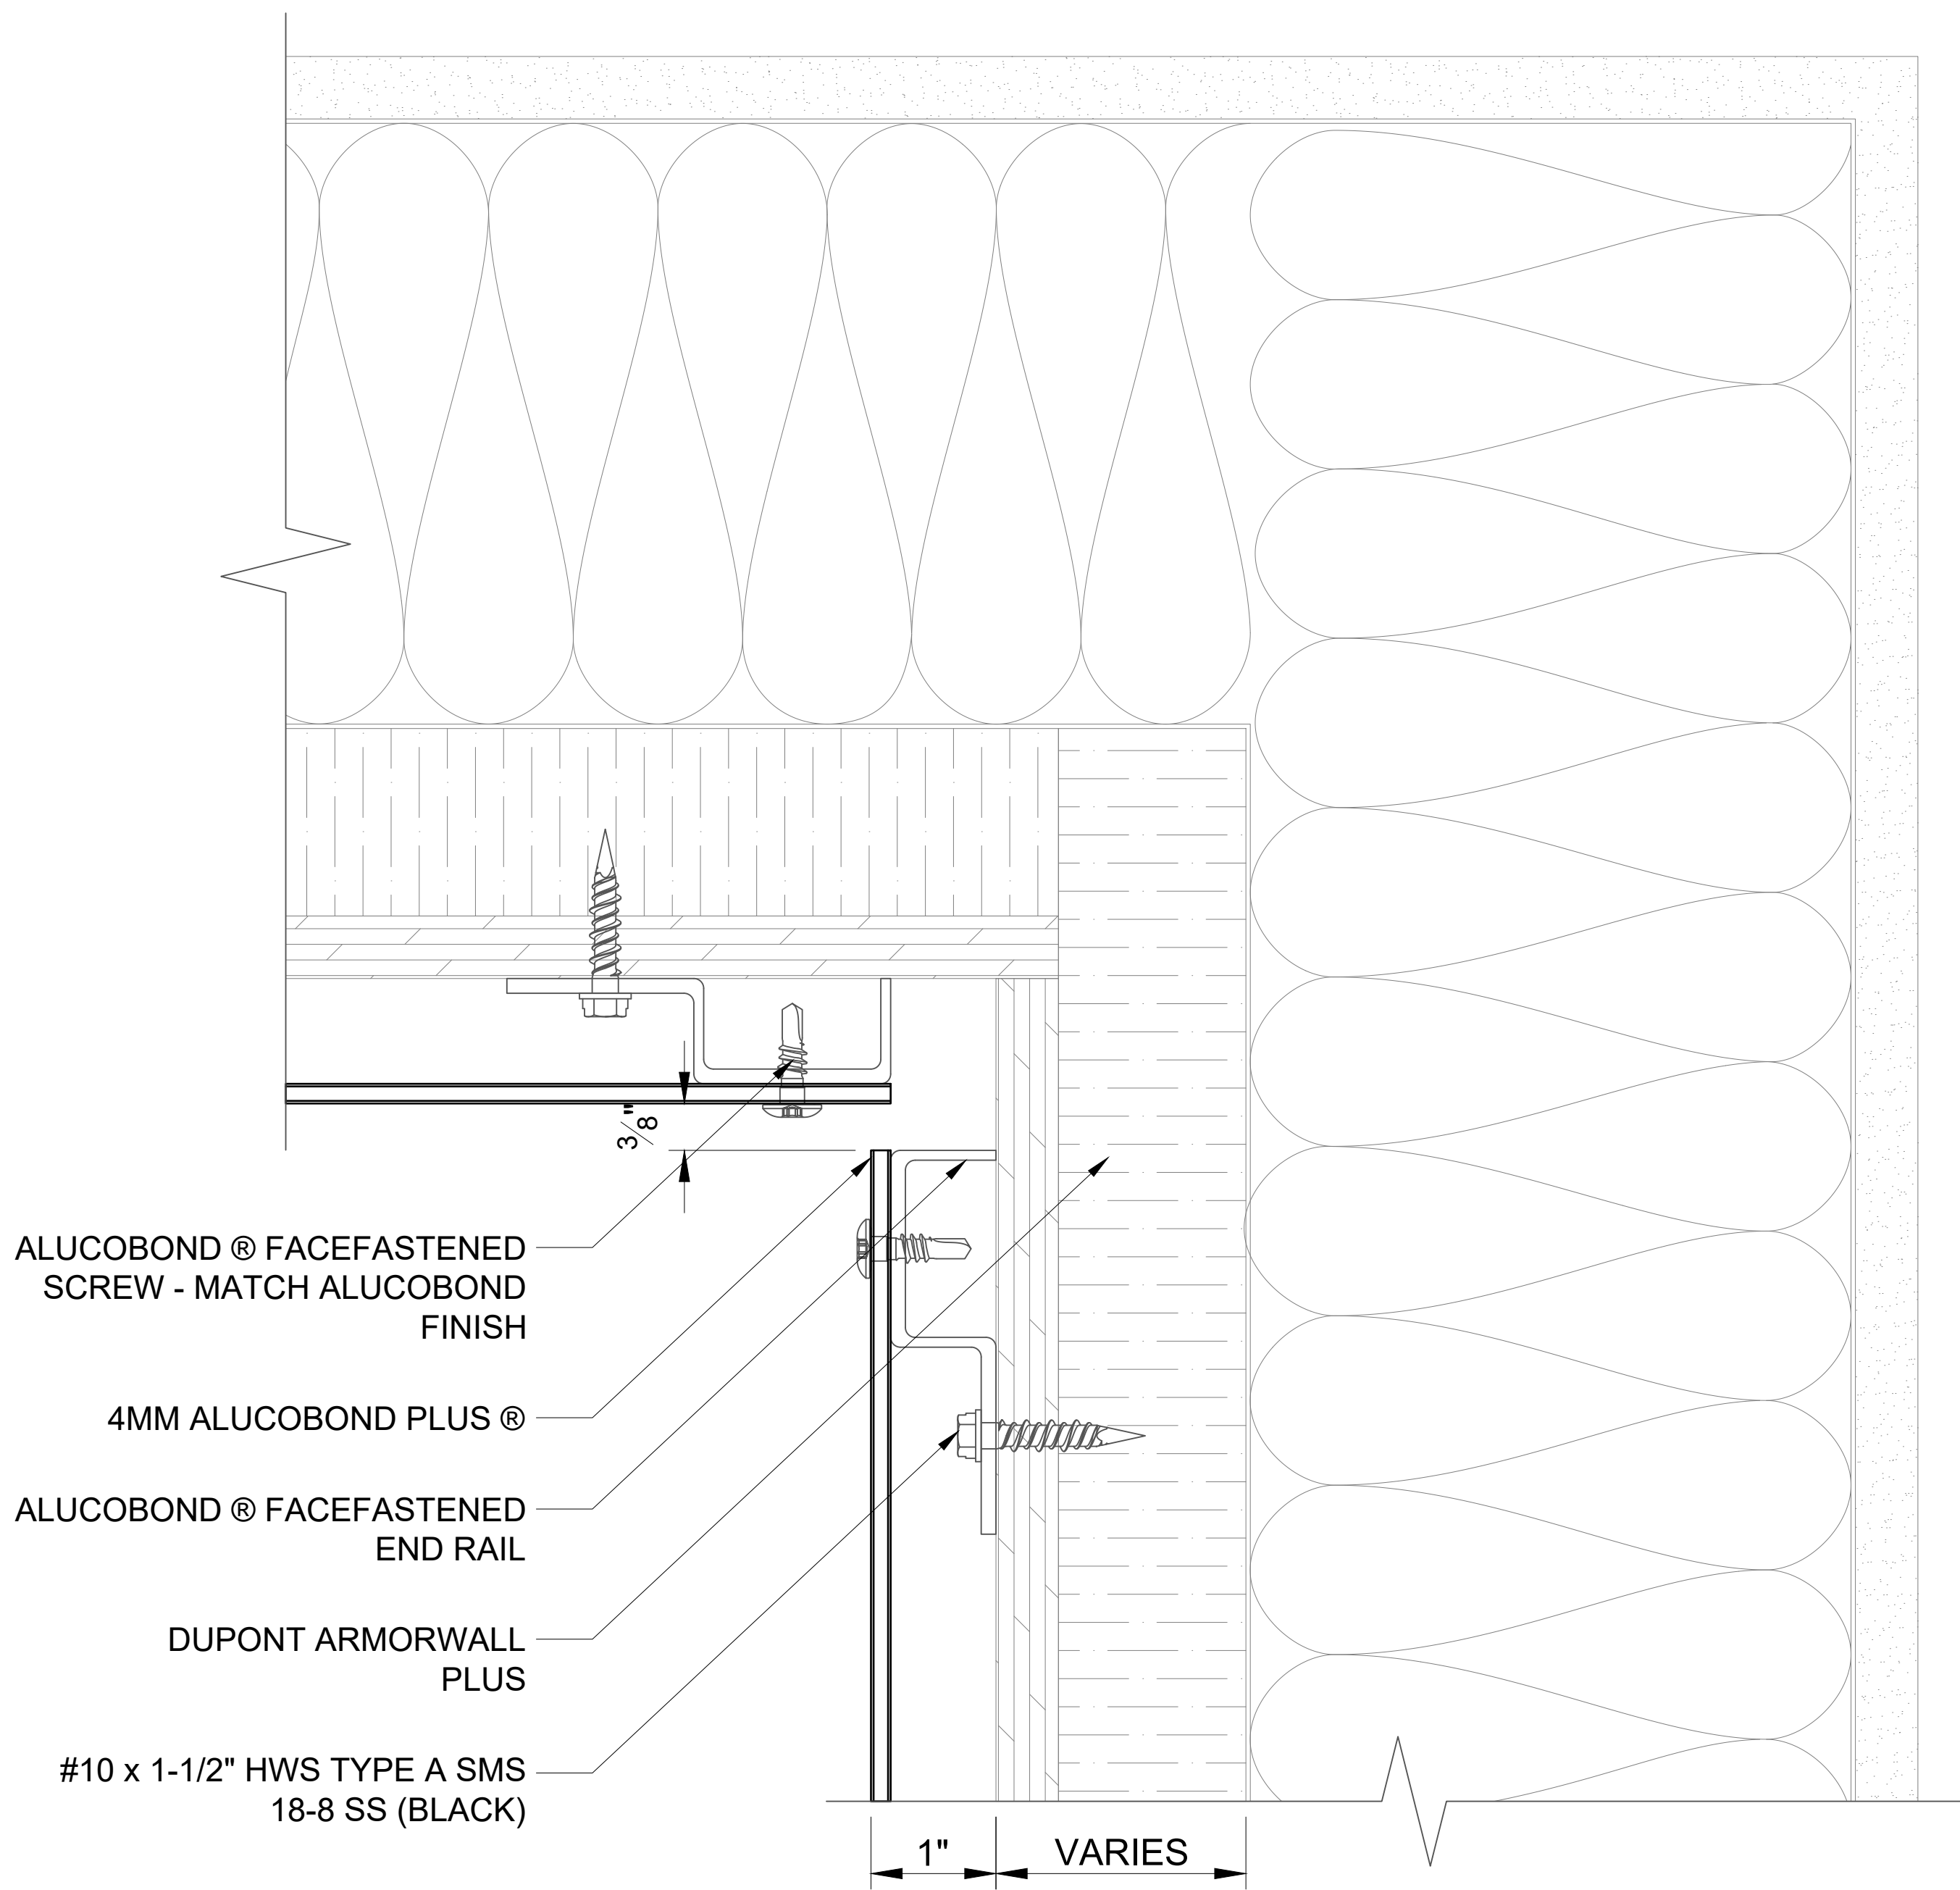 3/8"
ALUCOBOND ® FACEFASTENED
SCREW - MATCH ALUCOBOND
FINISH
4MM ALUCOBOND PLUS ®
ALUCOBOND ® FACEFASTENED
END RAIL
DUPONT ARMORWALL
PLUS
#10 x 1-1/2" HWS TYPE A SMS
18-8 SS (BLACK)
1"
VARIES